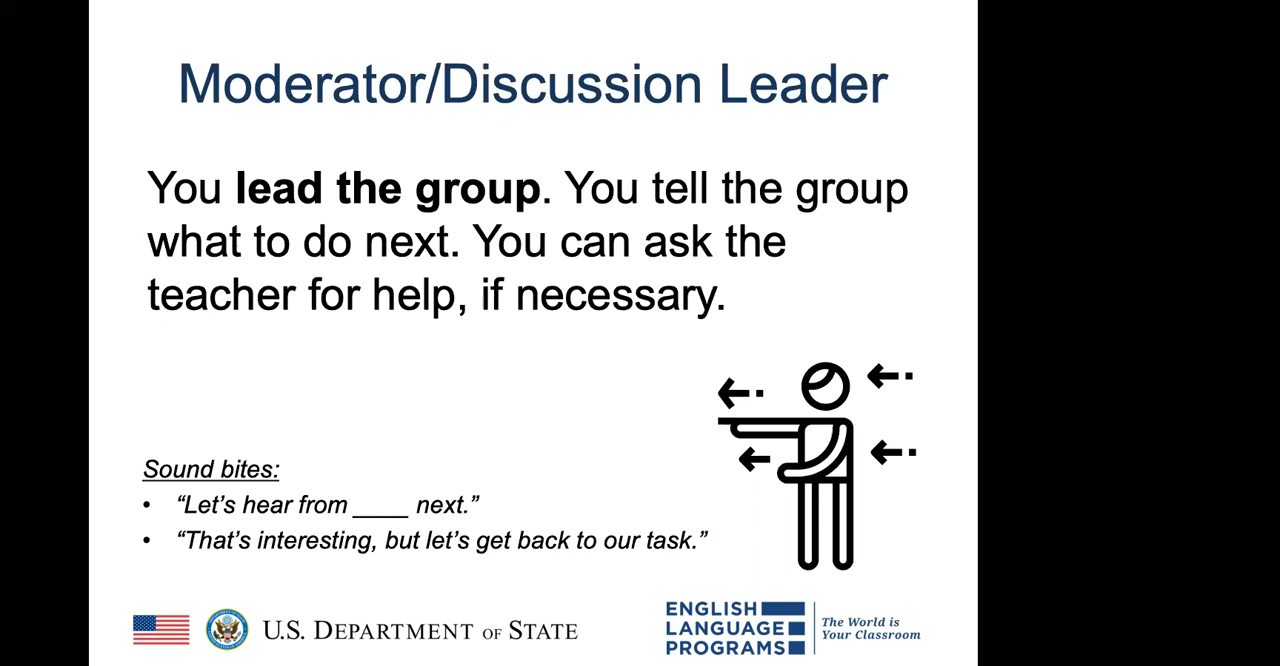 Moderator/Discussion Leader
You lead the group. You tell the group
what to do next. You can ask the
teacher for help, if necessary.
Sound bites:
• “Let’s hear from ____ next.”
• “That’s interesting, but let’s get back to our task.”
U.S. DEPARTMENT OF STATE
ENGLISH
LANGUAGE
PROGRAMS
The World is
Your Classroom